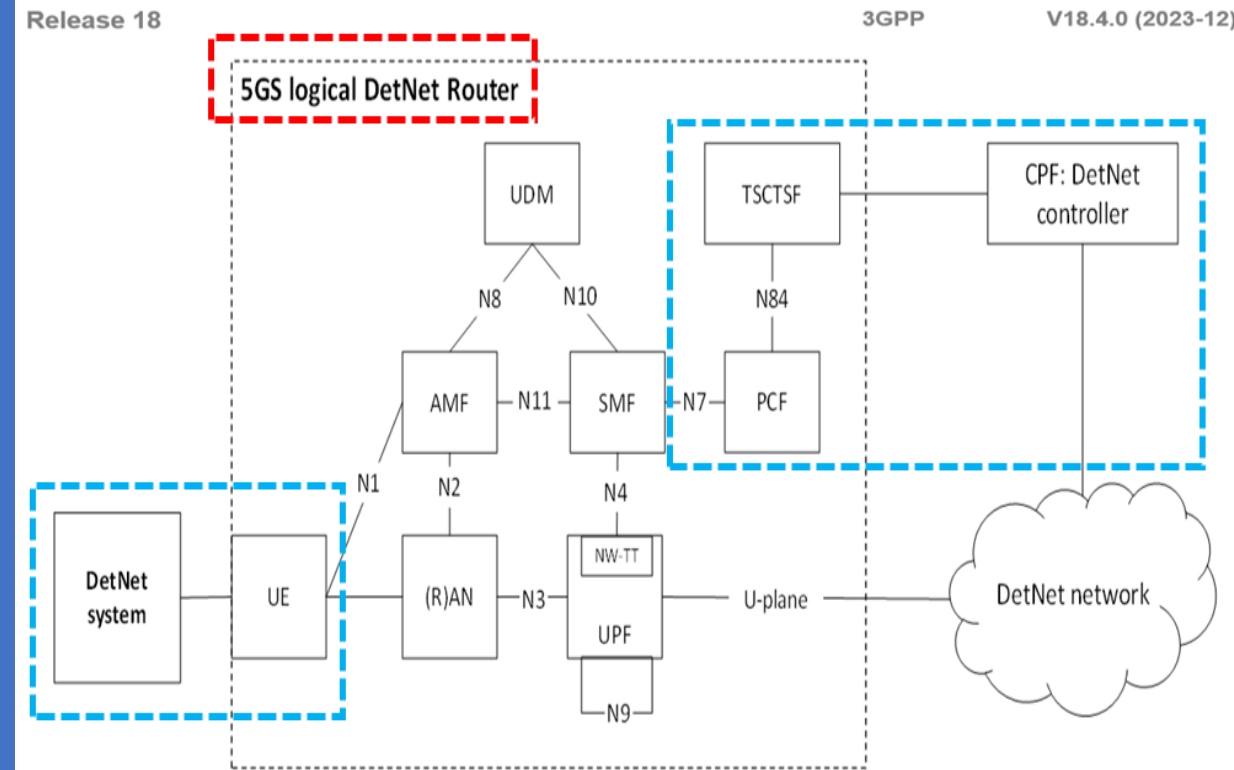 Release 18
3GPP
V18.4.0 (2023-12)
5GS logical DetNet Router
UDM
TSCTSF
CPF: DetNet
controller
N8
N10
N84
AMF
N11
SMF
N7
PCF
N1
N2
N4
DetNet
system
UE
(R)AN
N3
NW-TT
UPF
U-plane
DetNet network
N9